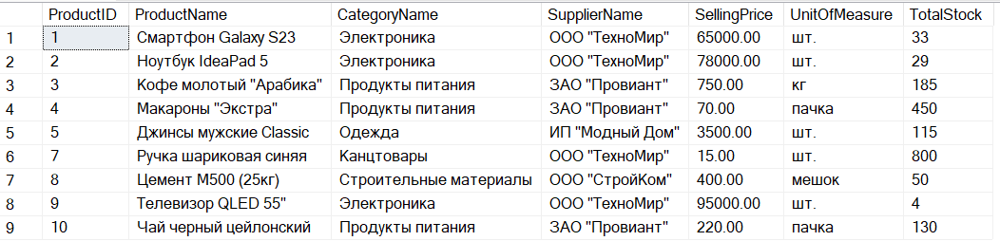 ProductID ProductName CategoryName SupplierName SellingPrice UnitOfMeasure TotalStock
1 1 Смартфон Galaxy S23 Электроника ООО "ТехноМир" 65000.00 шт. 33
2 2 Ноутбук IdeaPad 5 Электроника ООО "ТехноМир" 78000.00 шт. 29
3 3 Кофе молотый "Арабика" Продукты питания ЗАО "Провиант" 750.00 кг 185
4 4 Макароны "Экстра" Продукты питания ЗАО "Провиант" 70.00 пачка 450
5 5 Джинсы мужские Classic Одежда ИП "Модный Дом" 3500.00 шт. 115
6 7 Ручка шариковая синяя Канцтовары ООО "ТехноМир" 15.00 шт. 800
7 8 Цемент М500 (25кг) Строительные материалы ООО "СтройКом" 400.00 мешок 50
8 9 Телевизор QLED 55" Электроника ООО "ТехноМир" 95000.00 шт. 4
9 10 Чай черный цейлонский Продукты питания ЗАО "Провиант" 220.00 пачка 130